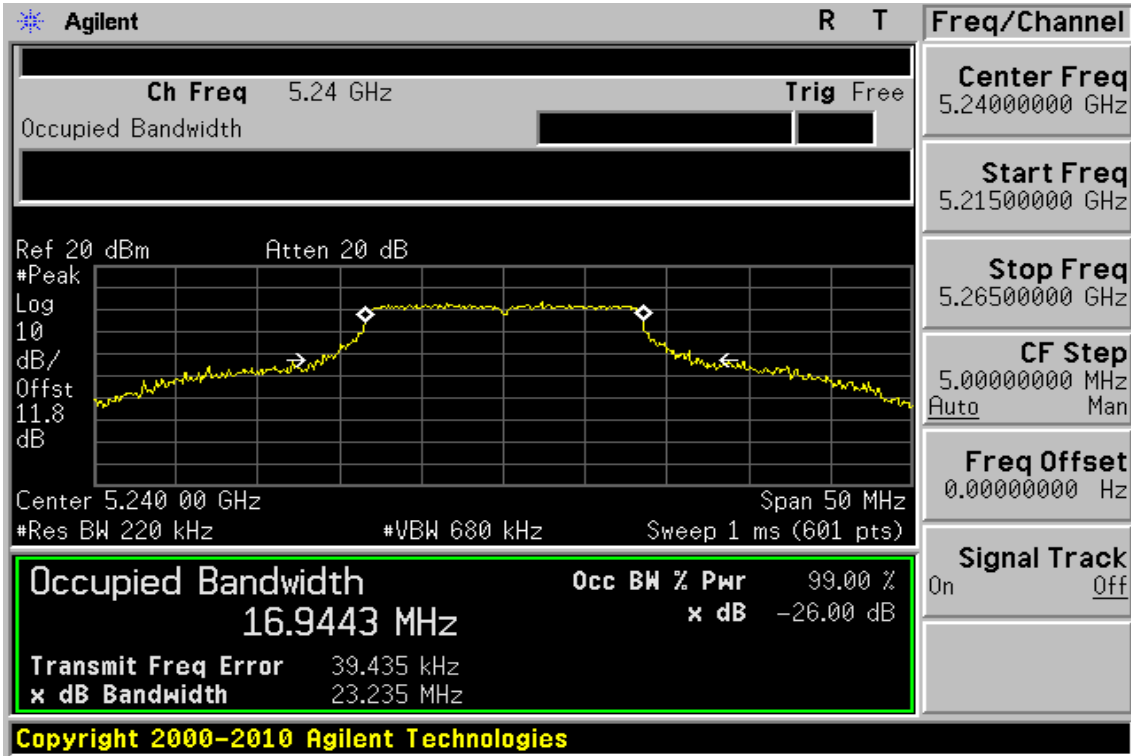 Agilent R T
Ch Freq 5.24 GHz Trig Free
Occupied Bandwidth
Ref 20 dBm Atten 20 dB
#Peak
Log
10
dB/
Offst
11.8
dB
Center 5.240 00 GHz Span 50 MHz
#Res BW 220 kHz #VBW 680 kHz Sweep 1 ms (601 pts)
Occupied Bandwidth Occ BW % Pwr 99.00 %
16.9443 MHz x dB -26.00 dB
Transmit Freq Error 39.435 kHz
x dB Bandwidth 23.235 MHz
Copyright 2000-2010 Agilent Technologies
Freq/Channel
Center Freq
5.24000000 GHz
Start Freq
5.21500000 GHz
Stop Freq
5.26500000 GHz
CF Step
5.00000000 MHz
Auto Man
Freq Offset
0.00000000 Hz
Signal Track
On Off